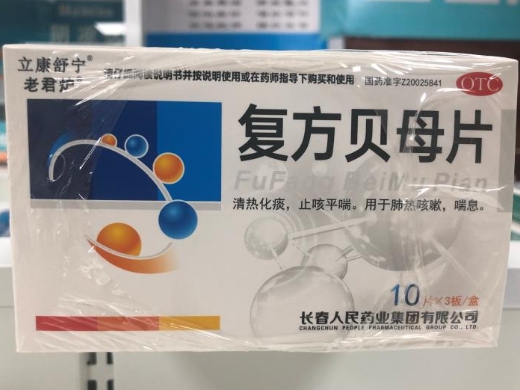 立康舒宁®
老君炉
请仔细阅读说明书并按说明使用或在药师指导下购买和使用
国药准字Z20025841
OTC
复方贝母片
FuFang BeiMu Pian
清热化痰，止咳平喘。用于肺热咳嗽，喘息。
10片×3板/盒
长春人民药业集团有限公司
CHANGCHUN PEOPLE PHARMACEUTICAL GROUP CO., LTD.